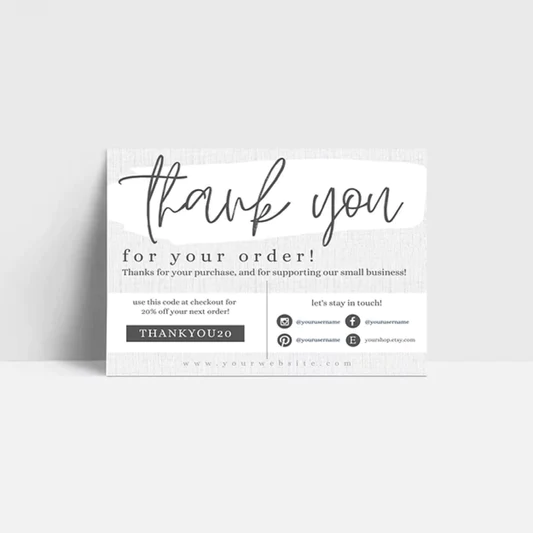 thank you
for your order!
Thanks for your purchase, and for supporting our small business!
use this code at checkout for
20% off your next order!
THANKYOU20
let's stay in touch!
@yourusername @yourusername
@yourusername yourshop.etsy.com
www.yourwebsite.com